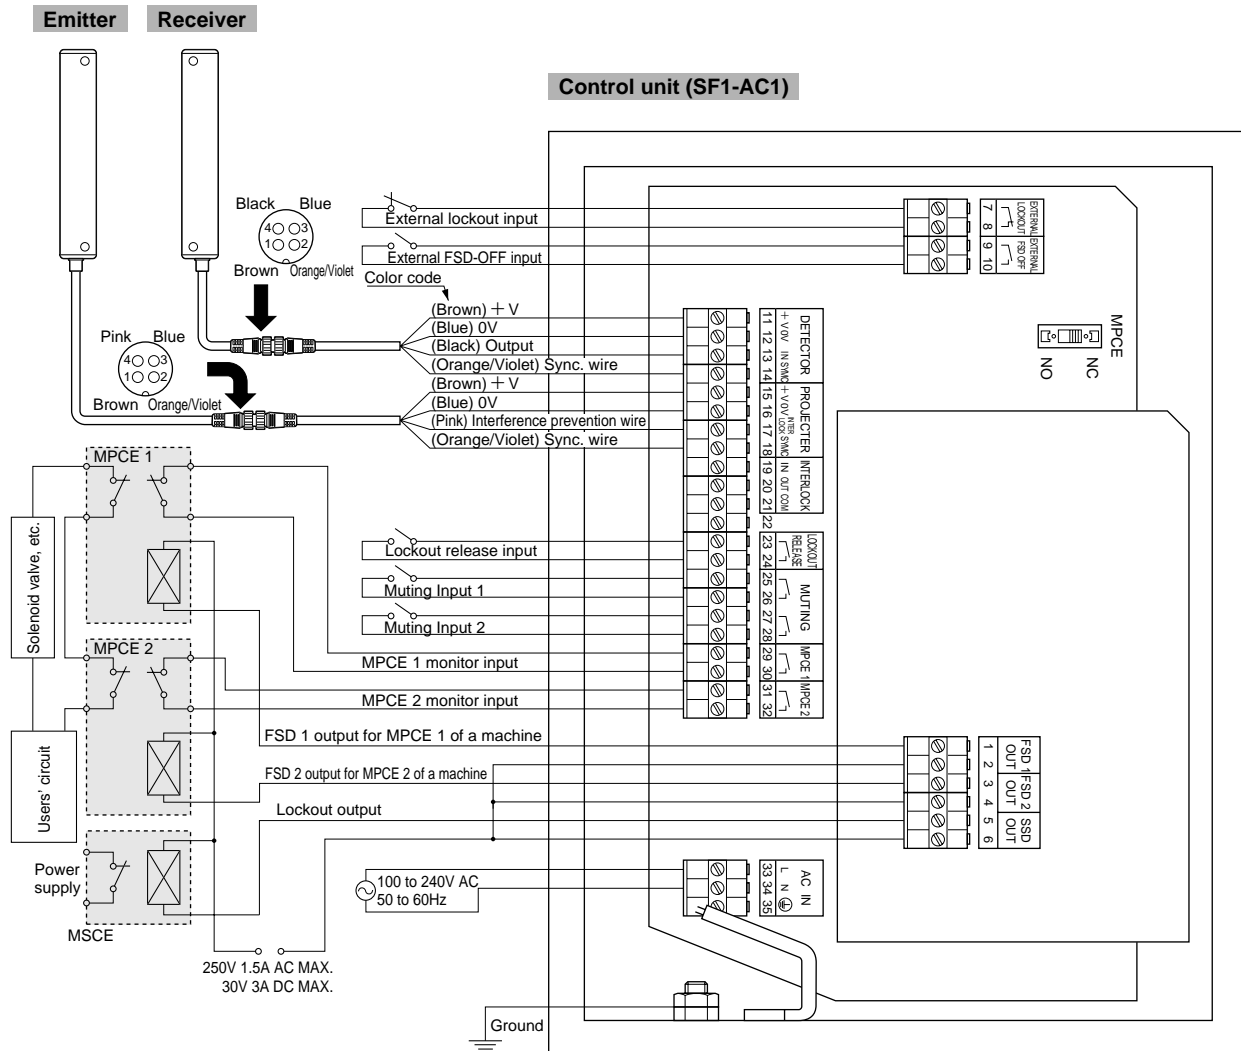 Emitter
Receiver
Control unit (SF1-AC1)
Black Blue
4 3
1 2
Brown Orange/Violet
External lockout input
External FSD-OFF input
Color code
(Brown) + V
(Blue) 0V
(Black) Output
(Orange/Violet) Sync. wire
Pink Blue
4 3
1 2
Brown Orange/Violet
(Brown) + V
(Blue) 0V
(Pink) Interference prevention wire
(Orange/Violet) Sync. wire
MPCE 1
Solenoid valve, etc.
MPCE 2
Users' circuit
Power
supply
MSCE
Lockout release input
Muting Input 1
Muting Input 2
MPCE 1 monitor input
MPCE 2 monitor input
FSD 1 output for MPCE 1 of a machine
FSD 2 output for MPCE 2 of a machine
Lockout output
100 to 240V AC
50 to 60Hz
250V 1.5A AC MAX.
30V 3A DC MAX.
Ground
7 8 9 10
EXTERNAL
LOCKOUT
EXTERNAL
FSD OFF
MPCE
NO NC
11 12 13 14
+V 0V IN SYMC
DETECTOR
15 16 17 18
+V 0V INTER LOCK SYMC
PROJECTER
19 20 21
IN OUT COM
INTERLOCK
22
23 24
LOCKOUT
RELEASE
25 26 27 28
MUTING
29 30
MPCE 1
31 32
MPCE 2
1 2 3 4 5 6
FSD 1
OUT
FSD 2
OUT
SSD
OUT
33 34 35
L N
AC IN